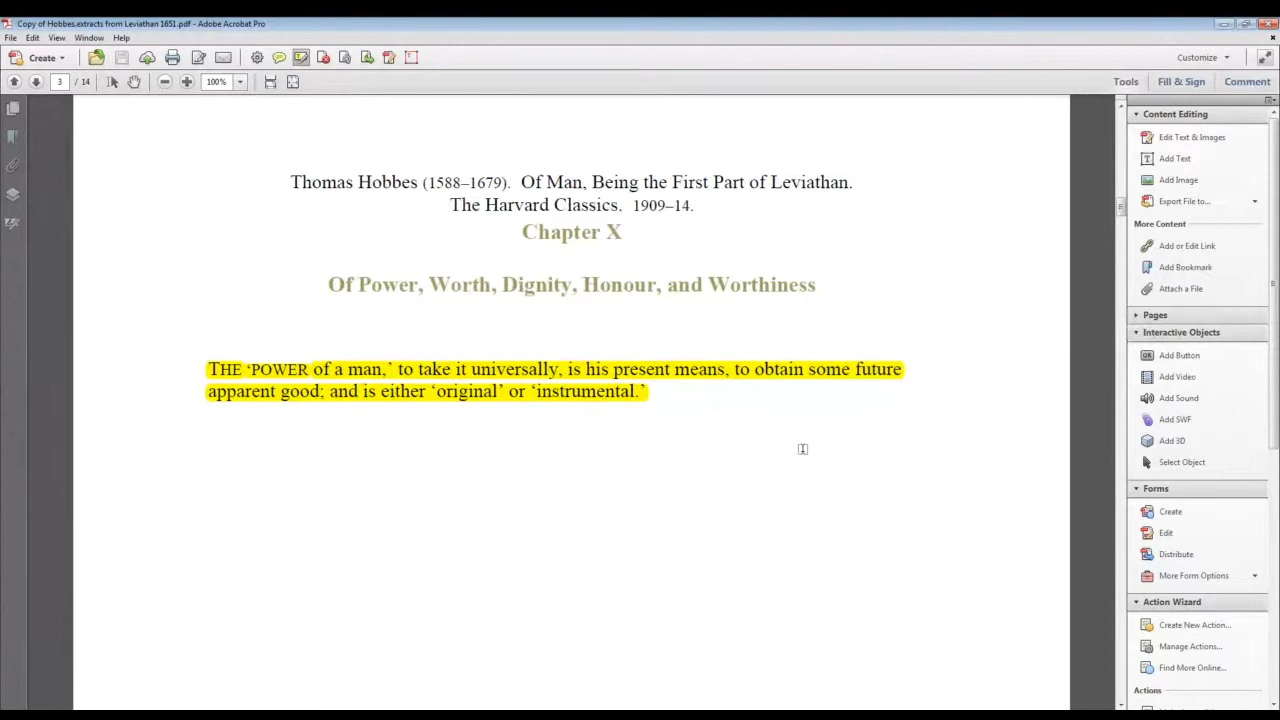 Copy of Hobbes.extracts from Leviathan 1651.pdf - Adobe Acrobat Pro
File Edit View Window Help
Create Customize
3 / 14 100% Tools Fill & Sign Comment
Thomas Hobbes (1588–1679). Of Man, Being the First Part of Leviathan.
The Harvard Classics. 1909–14.
Chapter X
Of Power, Worth, Dignity, Honour, and Worthiness
THE ‘POWER of a man,’ to take it universally, is his present means, to obtain some future
apparent good; and is either ‘original’ or ‘instrumental.’
Content Editing
Edit Text & Images
Add Text
Add Image
Export File to...
More Content
Add or Edit Link
Add Bookmark
Attach a File
Pages
Interactive Objects
Add Button
Add Video
Add Sound
Add SWF
Add 3D
Select Object
Forms
Create
Edit
Distribute
More Form Options
Action Wizard
Create New Action...
Manage Actions...
Find More Online...
Actions